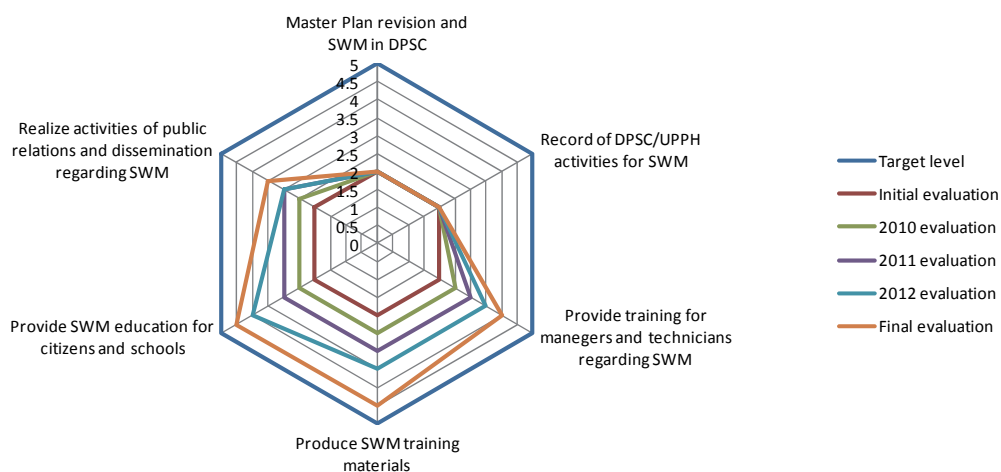 Master Plan revision and
SWM in DPSC
5
4.5
4
3.5
3
2.5
2
1.5
1
0.5
0
Record of DPSC/UPPH
activities for SWM
Provide training for
manegers and technicians
regarding SWM
Produce SWM training
materials
Provide SWM education for
citizens and schools
Realize activities of public
relations and dissemination
regarding SWM
Target level
Initial evaluation
2010 evaluation
2011 evaluation
2012 evaluation
Final evaluation